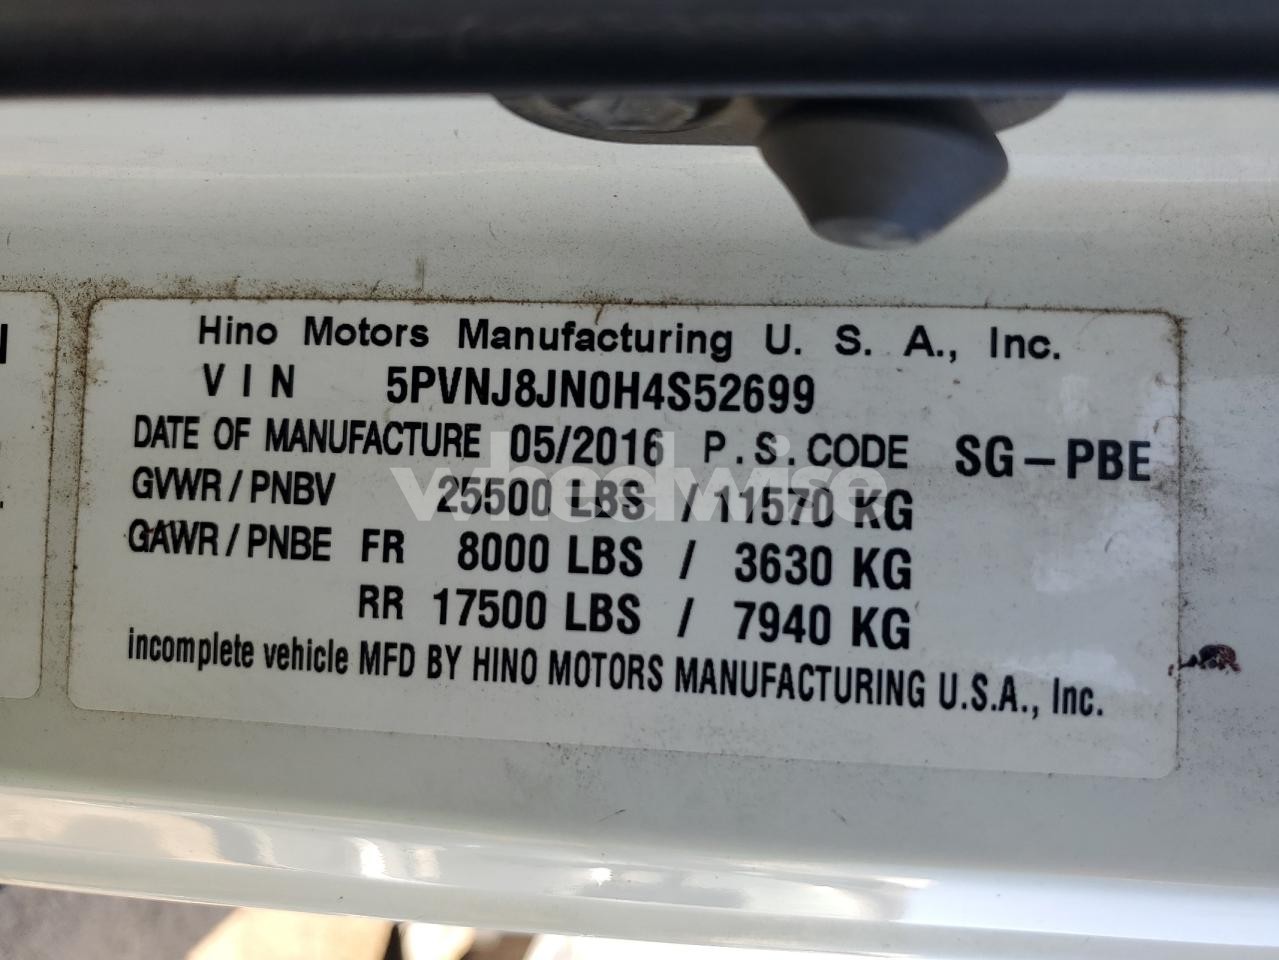 Hino Motors Manufacturing U. S. A., Inc.
VIN 5PVNJ8JN0H4S52699
DATE OF MANUFACTURE 05/2016 P.S.CODE SG-PBE
wheelwise
GVWR/PNBV 25500 LBS / 11570 KG
GAWR/PNBE FR 8000 LBS / 3630 KG
RR 17500 LBS / 7940 KG
incomplete vehicle MFD BY HINO MOTORS MANUFACTURING U.S.A., Inc.